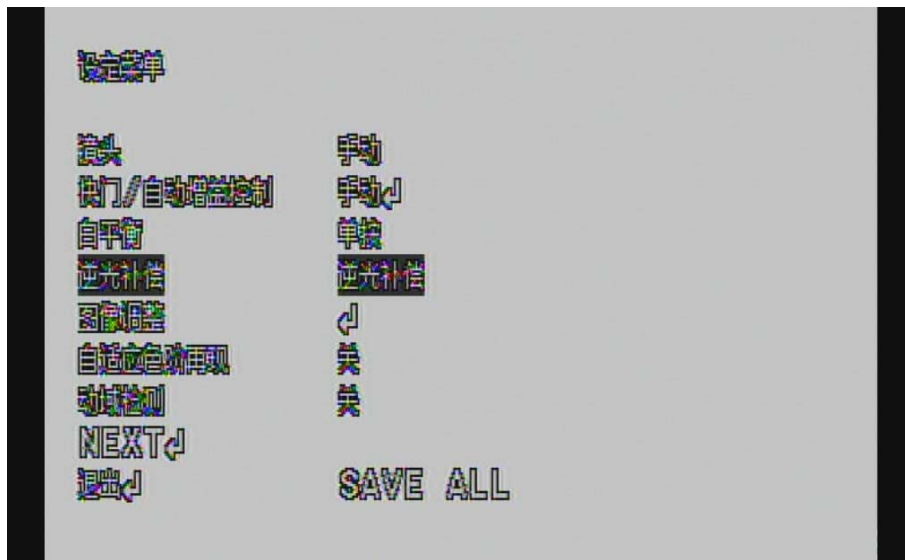 设定菜单
镜头 手动
快门/自动增益控制 手动↲
白平衡 单按
逆光补偿 逆光补偿
图像调整 ↲
自适应色阶再现 关
动域检测 关
NEXT↲
退出↲ SAVE ALL